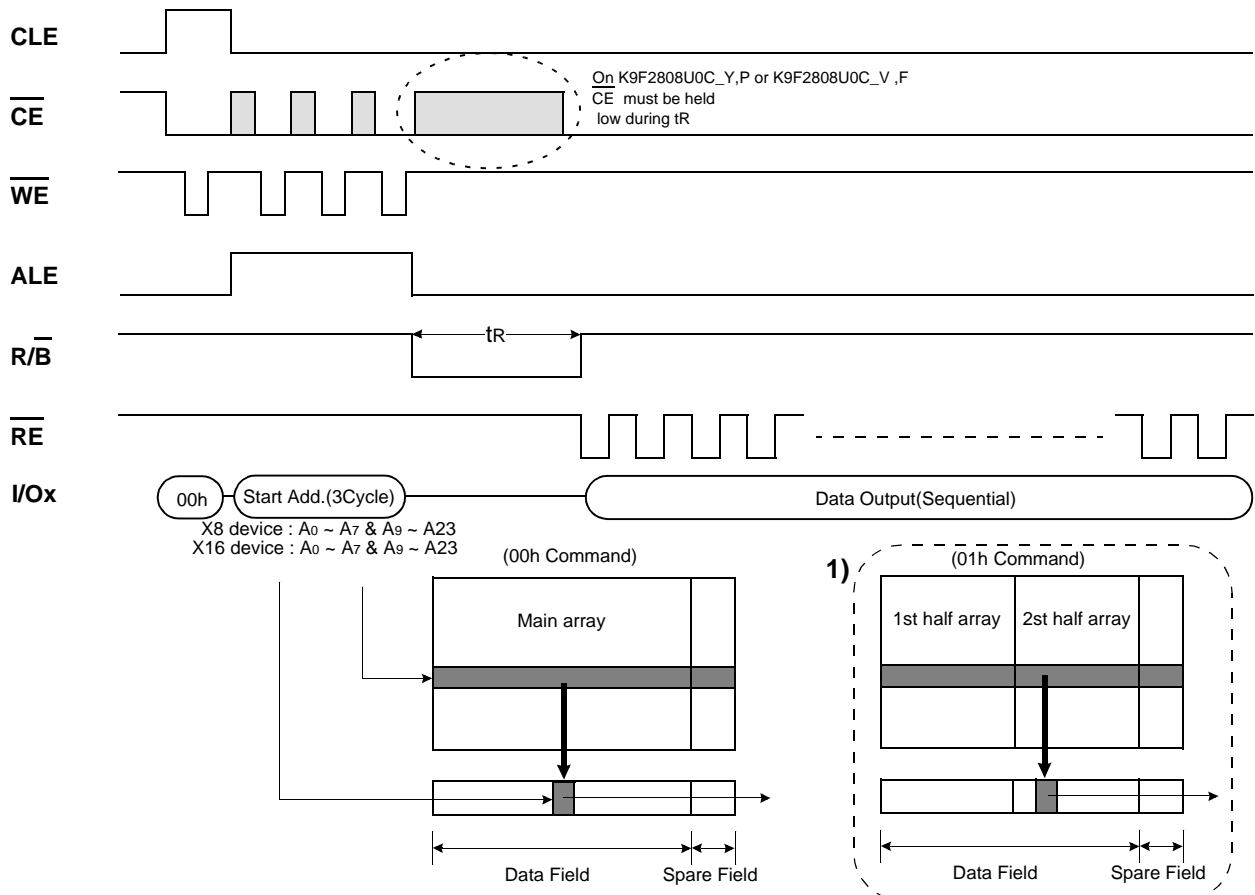 CLE
On K9F2808U0C_Y,P or K9F2808U0C_V ,F
CE must be held
low during tR
CE
WE
ALE
R/B
tR
RE
I/Ox
00h
Start Add.(3Cycle)
Data Output(Sequential)
X8 device : A0 ~ A7 & A9 ~ A23
X16 device : A0 ~ A7 & A9 ~ A23
(00h Command)
Main array
Data Field
Spare Field
1)
(01h Command)
1st half array
2st half array
Data Field
Spare Field